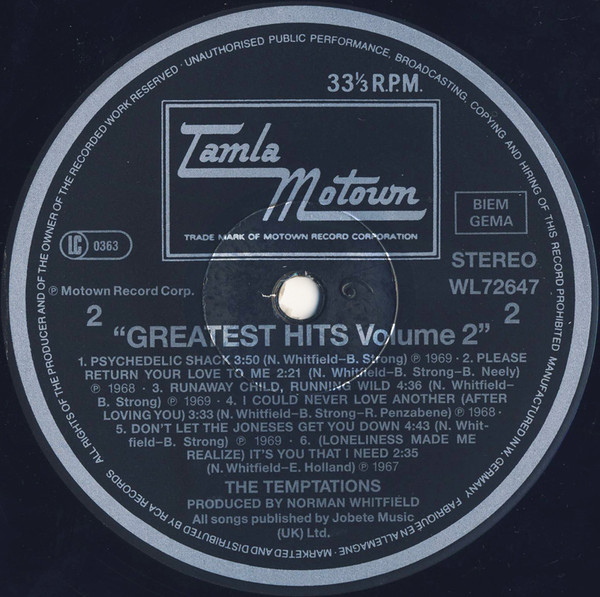 ALL RIGHTS OF THE PRODUCER AND OF THE OWNER OF THE RECORDED WORK RESERVED · UNAUTHORISED PUBLIC PERFORMANCE, BROADCASTING, COPYING AND HIRING OF THIS RECORD PROHIBITED · MANUFACTURED IN W. GERMANY · FABRIQUE EN ALLEMAGNE · MARKETED AND DISTRIBUTED BY RCA RECORDS
33⅓ R.P.M.
Tamla
Motown
TRADE MARK OF MOTOWN RECORD CORPORATION
BIEM
GEMA
LC 0363
STEREO
℗ Motown Record Corp.
WL72647
2
2
“GREATEST HITS Volume 2”
1. PSYCHEDELIC SHACK 3:50 (N. Whitfield–B. Strong) ℗ 1969 · 2. PLEASE
RETURN YOUR LOVE TO ME 2:21 (N. Whitfield–B. Strong–B. Neely)
℗ 1968 · 3. RUNAWAY CHILD, RUNNING WILD 4:36 (N. Whitfield–
B. Strong) ℗ 1969 · 4. I COULD NEVER LOVE ANOTHER (AFTER
LOVING YOU) 3:33 (N. Whitfield–B. Strong–R. Penzabene) ℗ 1968 ·
5. DON'T LET THE JONESES GET YOU DOWN 4:43 (N. Whit-
field–B. Strong) ℗ 1969 · 6. (LONELINESS MADE ME
REALIZE) IT'S YOU THAT I NEED 2:35
(N. Whitfield–E. Holland) ℗ 1967
THE TEMPTATIONS
PRODUCED BY NORMAN WHITFIELD
All songs published by Jobete Music
(UK) Ltd.